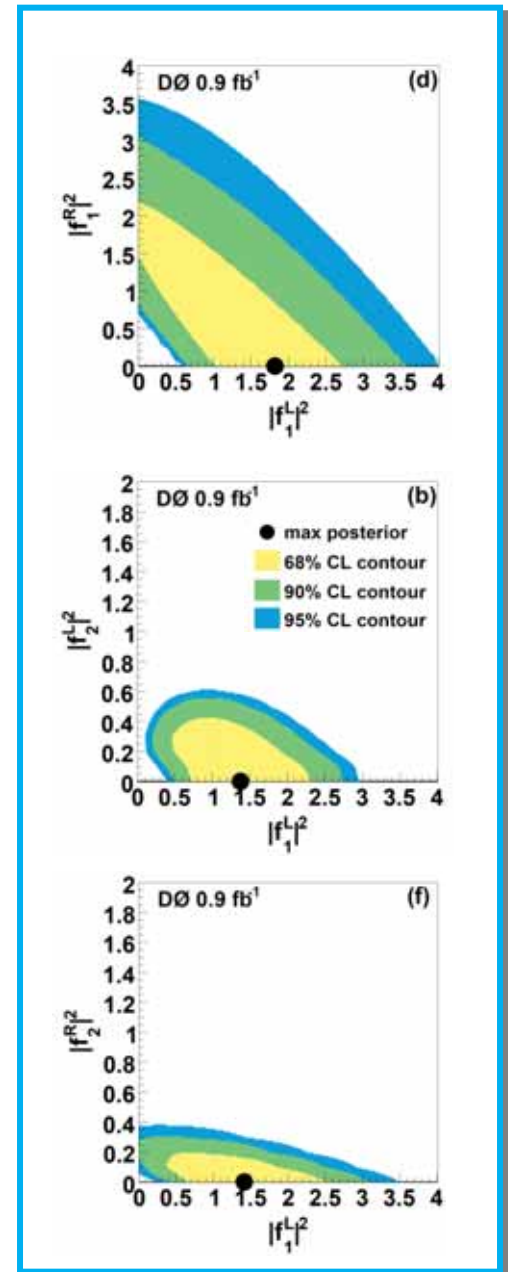 DØ 0.9 fb⁻¹ (d)
4
3.5
3
2.5
2
1.5
1
0.5
0
|f₁ᴿ|²
0 0.5 1 1.5 2 2.5 3 3.5 4
|f₁ᴸ|²
DØ 0.9 fb⁻¹ (b)
max posterior
68% CL contour
90% CL contour
95% CL contour
2
1.8
1.6
1.4
1.2
1
0.8
0.6
0.4
0.2
0
|f₂ᴸ|²
0 0.5 1 1.5 2 2.5 3 3.5 4
|f₁ᴸ|²
DØ 0.9 fb⁻¹ (f)
2
1.8
1.6
1.4
1.2
1
0.8
0.6
0.4
0.2
0
|f₂ᴿ|²
0 0.5 1 1.5 2 2.5 3 3.5 4
|f₁ᴸ|²